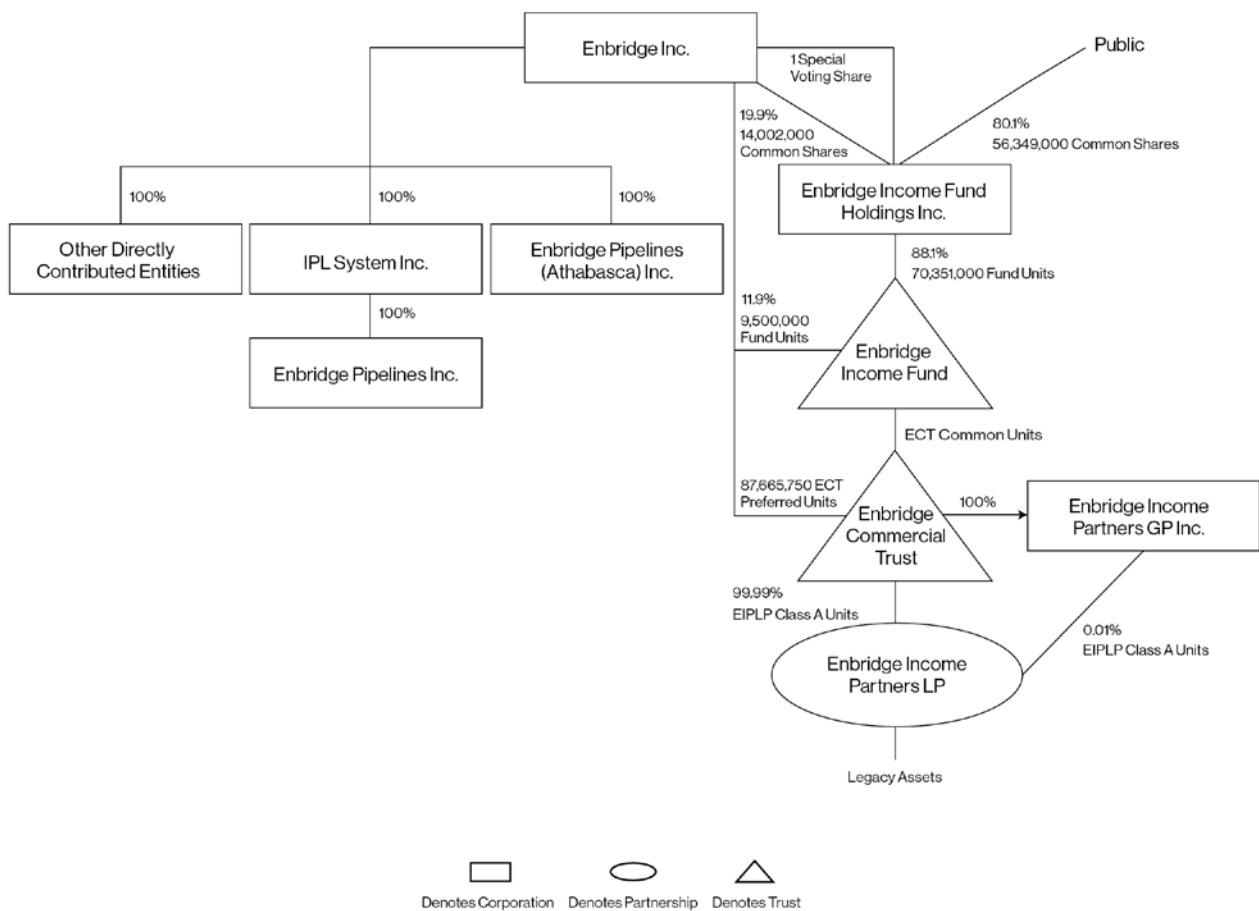 Enbridge Inc.
1 Special
Voting Share
Public
19.9%
14,002,000
Common Shares
80.1%
56,349,000 Common Shares
100%
100%
100%
Enbridge Income Fund
Holdings Inc.
Other Directly
Contributed Entities
IPL System Inc.
Enbridge Pipelines
(Athabasca) Inc.
88.1%
70,351,000 Fund Units
100%
11.9%
9,500,000
Fund Units
Enbridge Pipelines Inc.
Enbridge
Income Fund
ECT Common Units
87,665,750 ECT
Preferred Units
Enbridge
Commercial
Trust
100%
Enbridge Income
Partners GP Inc.
99.99%
EIPLP Class A Units
0.01%
EIPLP Class A Units
Enbridge Income
Partners LP
Legacy Assets
Denotes Corporation
Denotes Partnership
Denotes Trust